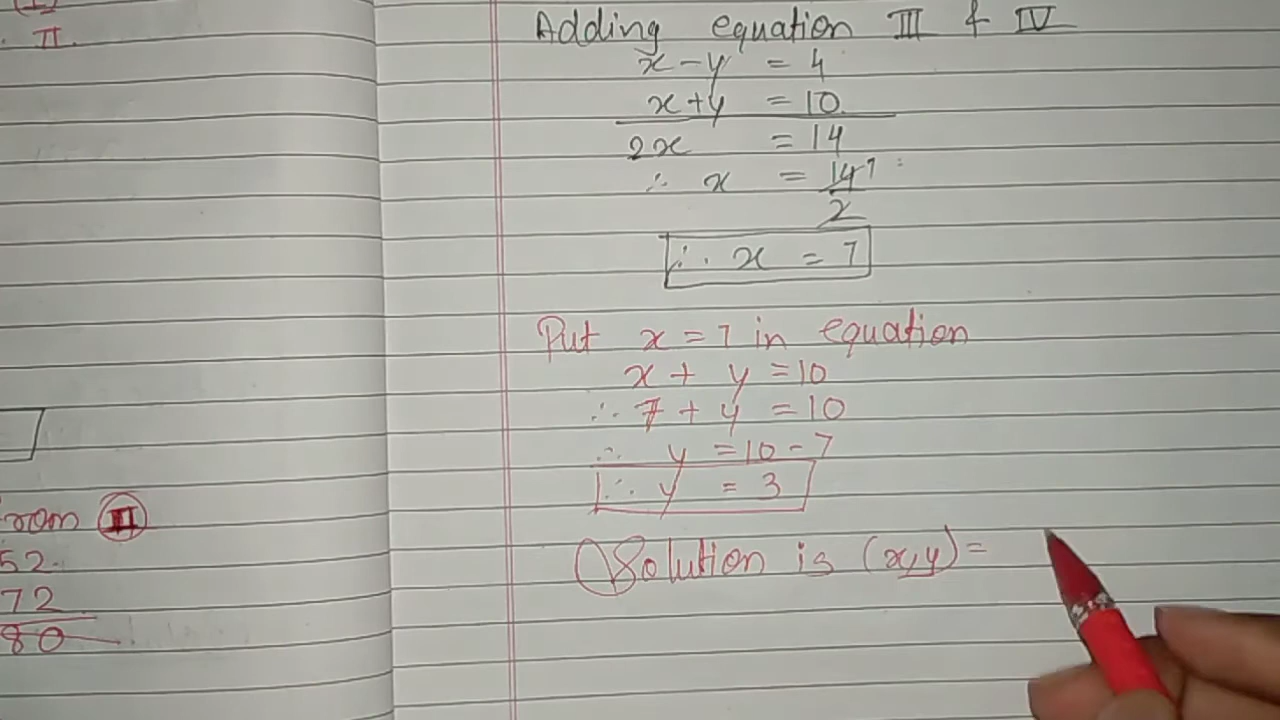 II.
rom II
52.
72
80
Adding equation III & IV
x - y = 4
x + y = 10.
2x = 14
∴ x = 14 7
2
∴ x = 7
Put x = 7 in equation
x + y = 10
∴ 7 + y = 10
∴ y = 10 - 7
∴ y = 3
Solution is (x, y) =